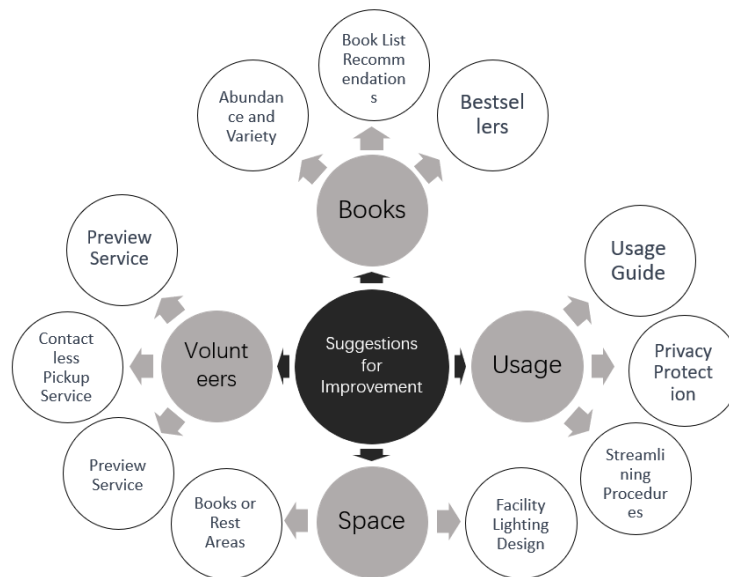 Book List
Recomm
endation
s
Abundan
ce and
Variety
Bestsel
lers
Books
Preview
Service
Usage
Guide
Contact
less
Pickup
Service
Volunt
eers
Suggestions
for
Improvement
Usage
Privacy
Protect
ion
Preview
Service
Streamli
ning
Procedur
es
Books or
Rest
Areas
Space
Facility
Lighting
Design